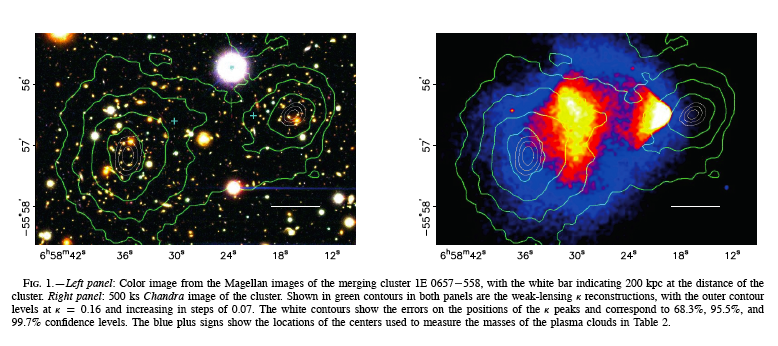 56′
57′
−55°58′
6ʰ58ᵐ42ˢ 36ˢ 30ˢ 24ˢ 18ˢ 12ˢ
56′
57′
−55°58′
6ʰ58ᵐ42ˢ 36ˢ 30ˢ 24ˢ 18ˢ 12ˢ
FIG. 1.—Left panel: Color image from the Magellan images of the merging cluster 1E 0657−558, with the white bar indicating 200 kpc at the distance of the
cluster. Right panel: 500 ks Chandra image of the cluster. Shown in green contours in both panels are the weak-lensing κ reconstructions, with the outer contour
levels at κ = 0.16 and increasing in steps of 0.07. The white contours show the errors on the positions of the κ peaks and correspond to 68.3%, 95.5%, and
99.7% confidence levels. The blue plus signs show the locations of the centers used to measure the masses of the plasma clouds in Table 2.